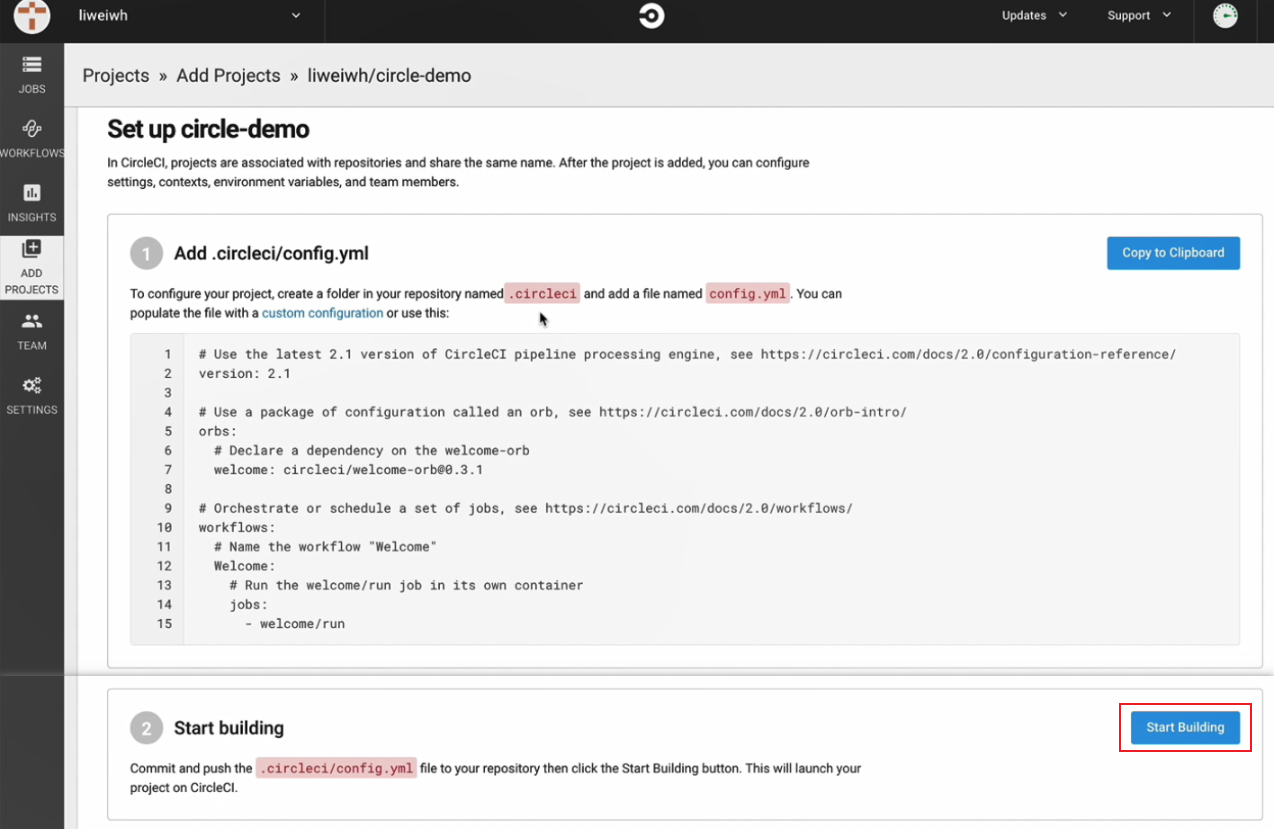 liweiwh
Updates
Support
JOBS
WORKFLOWS
INSIGHTS
ADD
PROJECTS
TEAM
SETTINGS
Projects » Add Projects » liweiwh/circle-demo
Set up circle-demo
In CircleCI, projects are associated with repositories and share the same name. After the project is added, you can configure
settings, contexts, environment variables, and team members.
1 Add .circleci/config.yml
Copy to Clipboard
To configure your project, create a folder in your repository named .circleci and add a file named config.yml. You can
populate the file with a custom configuration or use this:
1 # Use the latest 2.1 version of CircleCI pipeline processing engine, see https://circleci.com/docs/2.0/configuration-reference/
2 version: 2.1
3
4 # Use a package of configuration called an orb, see https://circleci.com/docs/2.0/orb-intro/
5 orbs:
6   # Declare a dependency on the welcome-orb
7   welcome: circleci/welcome-orb@0.3.1
8
9 # Orchestrate or schedule a set of jobs, see https://circleci.com/docs/2.0/workflows/
10 workflows:
11   # Name the workflow "Welcome"
12   Welcome:
13     # Run the welcome/run job in its own container
14     jobs:
15       - welcome/run
2 Start building
Start Building
Commit and push the .circleci/config.yml file to your repository then click the Start Building button. This will launch your
project on CircleCI.